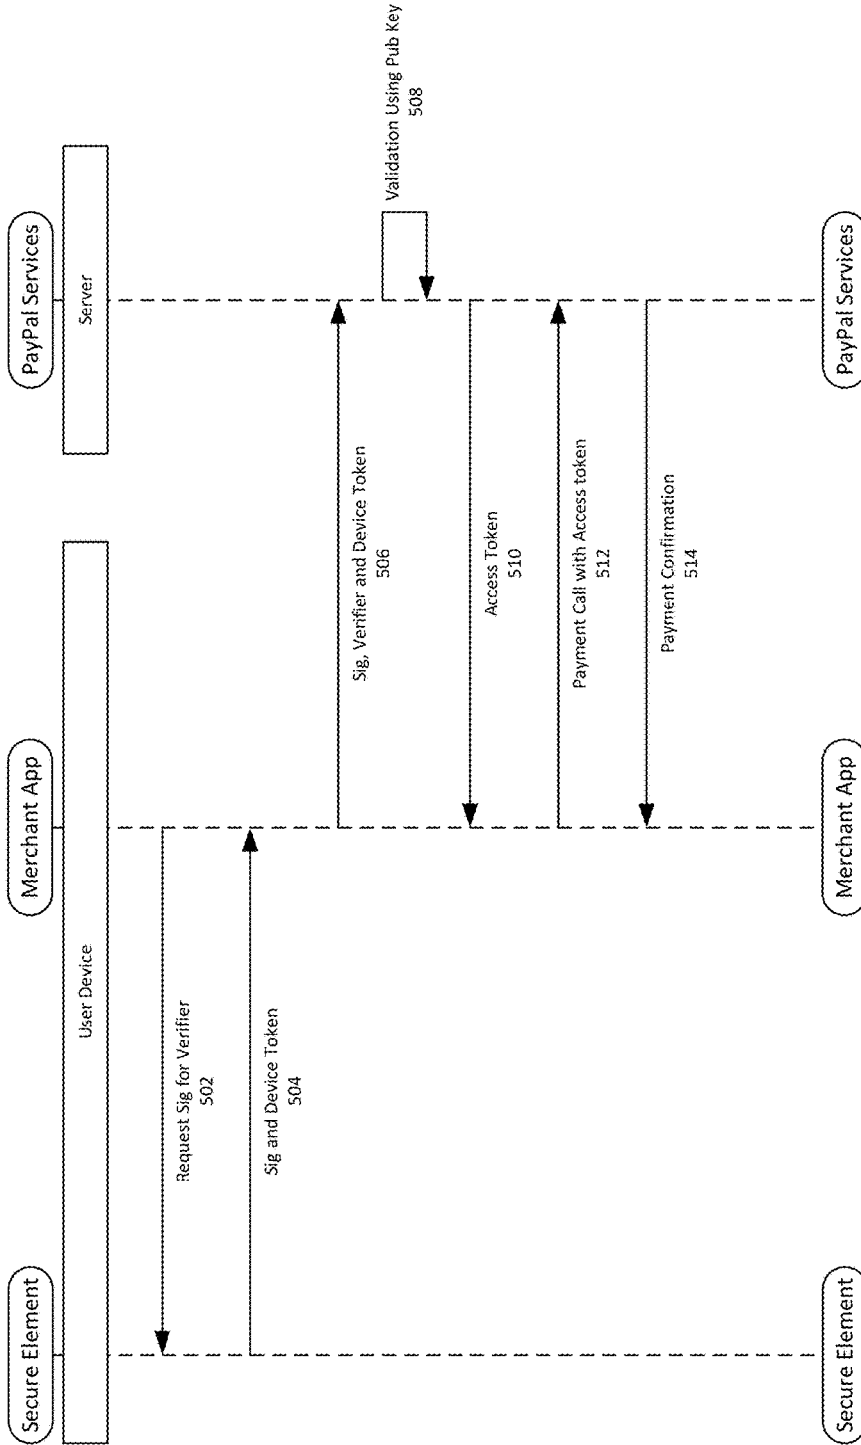 Secure Element
Merchant App
PayPal Services
User Device
Server
Request Sig for Verifier
502
Sig and Device Token
504
Sig, Verifier and Device Token
506
Validation Using Pub Key
508
Access Token
510
Payment Call with Access token
512
Payment Confirmation
514
Secure Element
Merchant App
PayPal Services